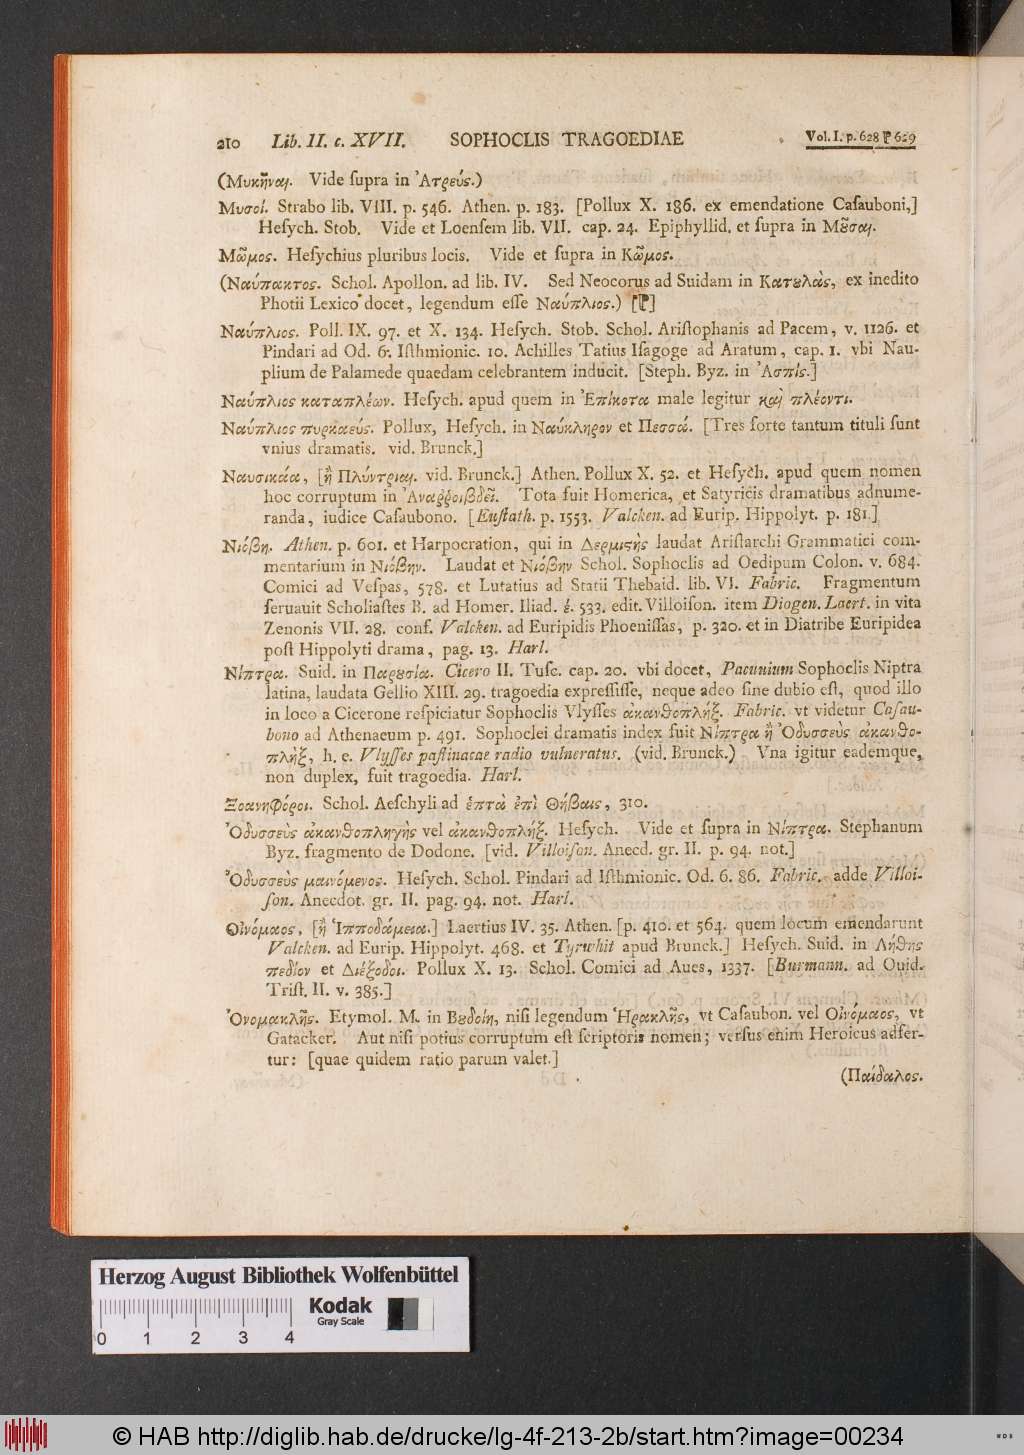 210 Lib. II. c. XVII. SOPHOCLIS TRAGOEDIAE Vol. I. p. 628 ⁋ 629
(Μυκῆναι. Vide ſupra in Ἀτρεύς.)
Μυσοί. Strabo lib. VIII. p. 546. Athen. p. 183. [Pollux X. 186. ex emendatione Caſauboni,]
Heſych. Stob. Vide et Loenſem lib. VII. cap. 24. Epiphyllid. et ſupra in Μȣ̃σαι.
Μῶμος. Heſychius pluribus locis. Vide et ſupra in Κῶμος.
(Ναύπακτος. Schol. Apollon. ad lib. IV. Sed Neocorus ad Suidam in Κατȣλὰς, ex inedito
Photii Lexico docet, legendum eſſe Ναύπλιος.) [⁋]
Ναύπλιος. Poll. IX. 97. et X. 134. Heſych. Stob. Schol. Ariſtophanis ad Pacem, v. 1126. et
Pindari ad Od. 6. Iſthmionic. 10. Achilles Tatius Iſagoge ad Aratum, cap. 1. vbi Nau-
plium de Palamede quaedam celebrantem inducit. [Steph. Byz. in Ἀσπίς.]
Ναύπλιος καταπλέων. Heſych. apud quem in Ἐπίκοτα male legitur καὶ πλέοντι.
Ναύπλιος πυρκαεύς. Pollux, Heſych. in Ναύκληρον et Πεσσά. [Tres forte tantum tituli ſunt
vnius dramatis. vid. Brunck.]
Ναυσικάα, [ἢ Πλύντριαι. vid. Brunck.] Athen. Pollux X. 52. et Heſych. apud quem nomen
hoc corruptum in Ἀναῤῥοιβδεῖ. Tota fuit Homerica, et Satyricis dramatibus adnume-
randa, iudice Caſaubono. [Euſtath. p. 1553. Valcken. ad Eurip. Hippolyt. p. 181.]
Νιόβη. Athen. p. 601. et Harpocration, qui in Δερμιςὴς laudat Ariſtarchi Grammatici com-
mentarium in Νιόβην. Laudat et Νιόβην Schol. Sophoclis ad Oedipum Colon. v. 684.
Comici ad Veſpas, 578. et Lutatius ad Statii Thebaid. lib. VI. Fabric. Fragmentum
ſeruauit Scholiaſtes B. ad Homer. Iliad. έ. 533. edit. Villoiſon. item Diogen. Laert. in vita
Zenonis VII. 28. conf. Valcken. ad Euripidis Phoeniſſas, p. 320. et in Diatribe Euripidea
poſt Hippolyti drama, pag. 13. Harl.
Νίπτρα. Suid. in Παρȣσία. Cicero II. Tuſc. cap. 20. vbi docet, Pacuuium Sophoclis Niptra
latina, laudata Gellio XIII. 29. tragoedia expreſſiſſe, neque adeo ſine dubio eſt, quod illo
in loco a Cicerone reſpiciatur Sophoclis Vlyſſes ἀκανθοπλήξ. Fabric. vt videtur Caſau-
bono ad Athenaeum p. 491. Sophoclei dramatis index fuit Νίπτρα ἢ Ὀδυσσεὺς ἀκανθο-
πλήξ, h. e. Vlyſſes paſtinacae radio vulneratus. (vid. Brunck.) Vna igitur eademque,
non duplex, fuit tragoedia. Harl.
Ξοανηφόροι. Schol. Aeſchyli ad ἑπτὰ ἐπὶ Θήβαις, 310.
Ὀδυσσεὺς ἀκανθοπληγὴς vel ἀκανθοπλήξ. Heſych. Vide et ſupra in Νίπτρα. Stephanum
Byz. fragmento de Dodone. [vid. Villoiſon. Anecd. gr. II. p. 94. not.]
Ὀδυσσεὺς μαινόμενος. Heſych. Schol. Pindari ad Iſthmionic. Od. 6. 86. Fabric. adde Villoi-
ſon. Anecdot. gr. II. pag. 94. not. Harl.
Οἰνόμαος, [ἢ Ἱπποδάμεια.] Laertius IV. 35. Athen. [p. 410. et 564. quem locum emendarunt
Valcken. ad Eurip. Hippolyt. 468. et Tyrwhit apud Brunck.] Heſych. Suid. in Λήθης
πεδίον et Διέξοδοι. Pollux X. 13. Schol. Comici ad Aues, 1337. [Burmann. ad Ouid.
Triſt. II. v. 385.]
Ὀνομακλῆς. Etymol. M. in Βȣδοίη, niſi legendum Ἡρακλῆς, vt Caſaubon. vel Οἰνόμαος, vt
Gatacker. Aut niſi potius corruptum eſt ſcriptoris nomen; verſus enim Heroicus adfer-
tur: [quae quidem ratio parum valet.]
(Παίδαλος.
Herzog August Bibliothek Wolfenbüttel
Kodak
Gray Scale
0 1 2 3 4
© HAB http://diglib.hab.de/drucke/lg-4f-213-2b/start.htm?image=00234